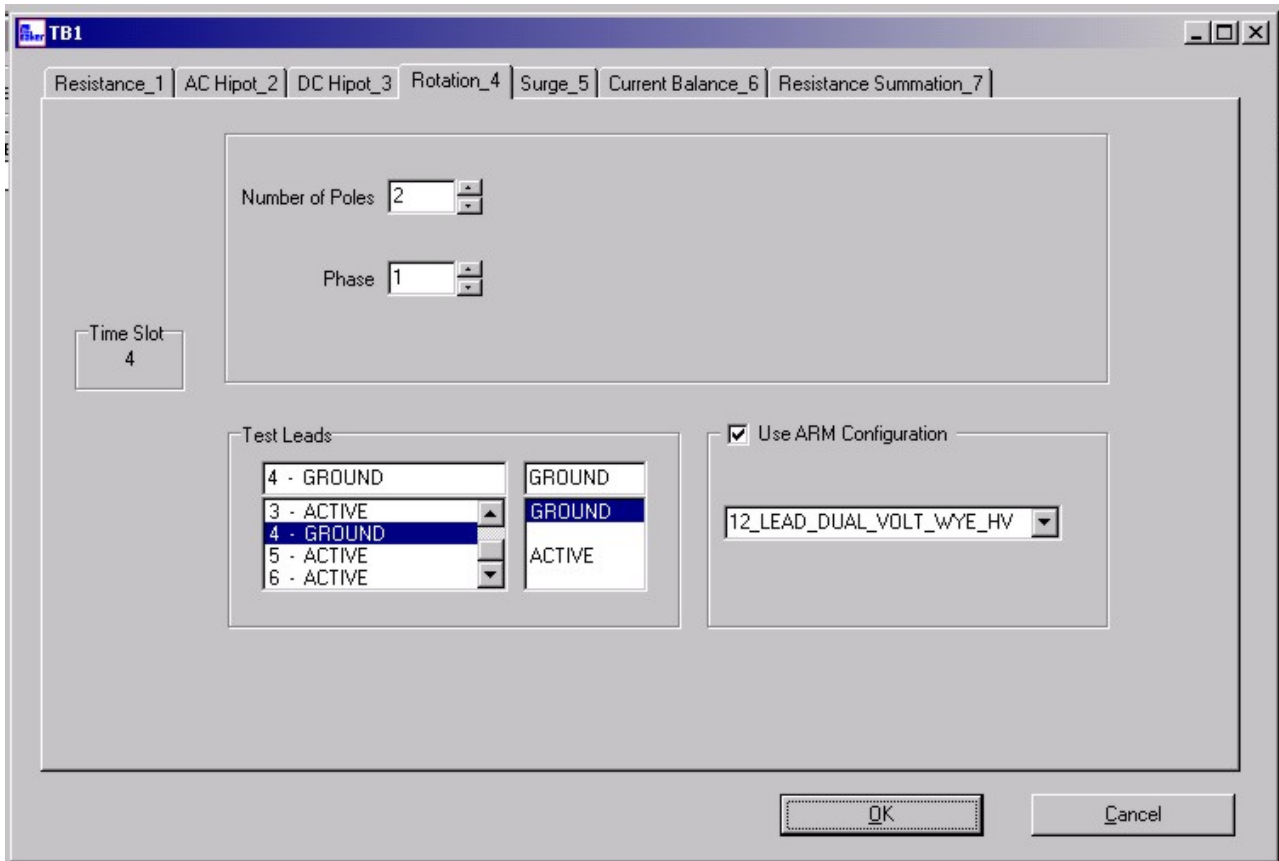 TB1
Resistance_1 AC Hipot_2 DC Hipot_3 Rotation_4 Surge_5 Current Balance_6 Resistance Summation_7
Number of Poles 2
Phase 1
Time Slot
4
Test Leads
4 - GROUND GROUND
3 - ACTIVE GROUND
4 - GROUND
5 - ACTIVE ACTIVE
6 - ACTIVE
Use ARM Configuration
12_LEAD_DUAL_VOLT_WYE_HV
OK Cancel